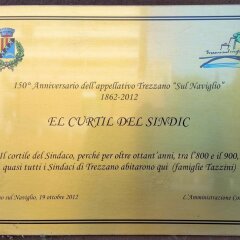 150° Anniversario dell'appellativo Trezzano "Sul Naviglio"
1862-2012
EL CURTIL DEL SINDIC
Il cortile del Sindaco, perché per oltre ottant'anni, tra l'800 e il 900,
quasi tutti i Sindaci di Trezzano abitarono qui (famiglie Tazzini)
sul Naviglio, 19 ottobre 2012
L'Amministrazione